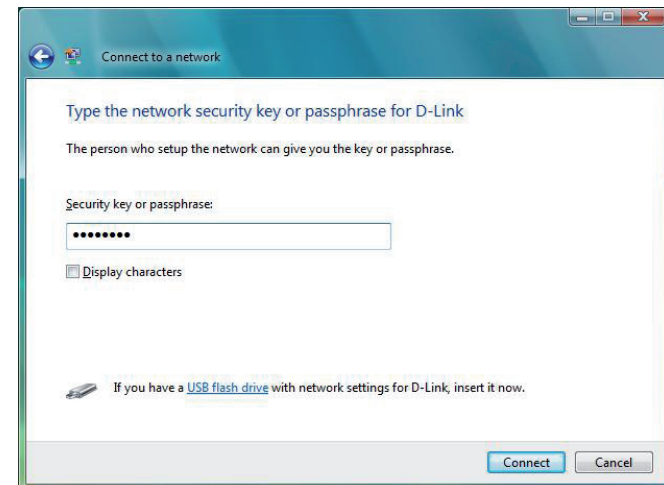 Connect to a network
Type the network security key or passphrase for D-Link
The person who setup the network can give you the key or passphrase.
Security key or passphrase:
••••••••
Display characters
If you have a USB flash drive with network settings for D-Link, insert it now.
Connect Cancel